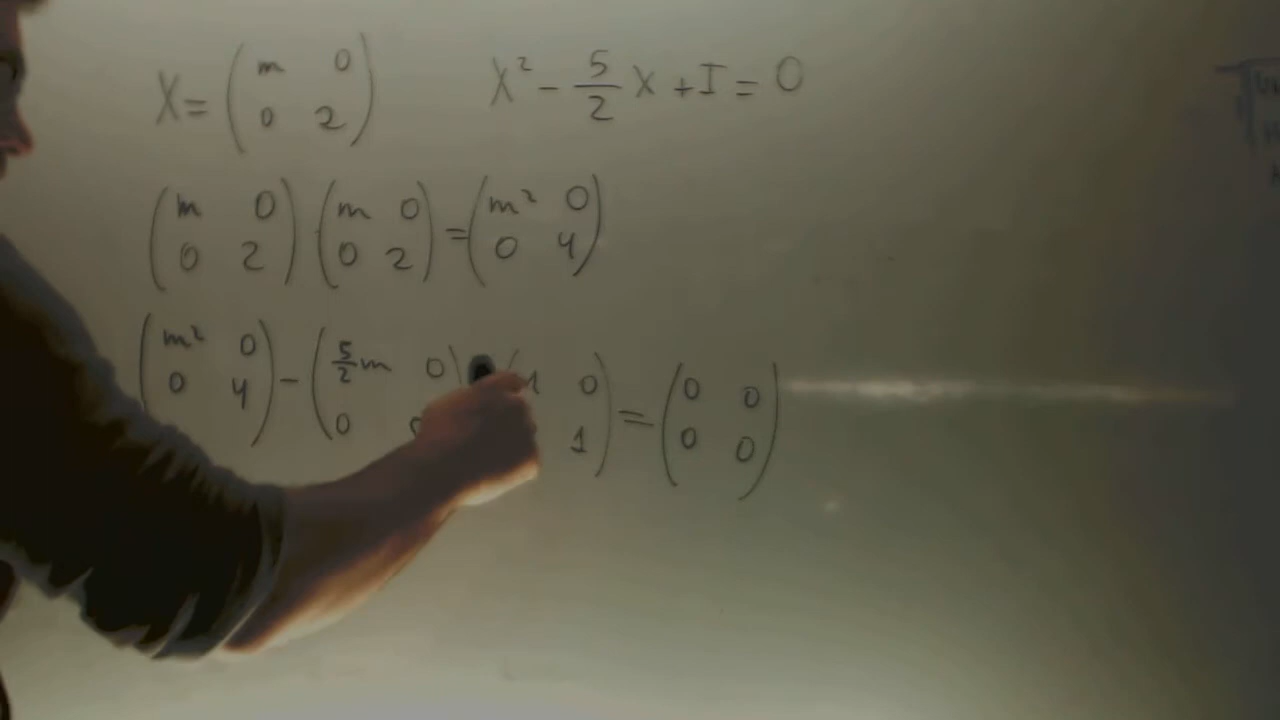 X = ( m 0 ; 0 2 )    X² - 5/2 X + I = 0
( m 0 ; 0 2 ) · ( m 0 ; 0 2 ) = ( m² 0 ; 0 4 )
( m² 0 ; 0 4 ) - ( 5/2 m 0 ; 0 ) ( 1 0 ; 1 ) = ( 0 0 ; 0 0 )